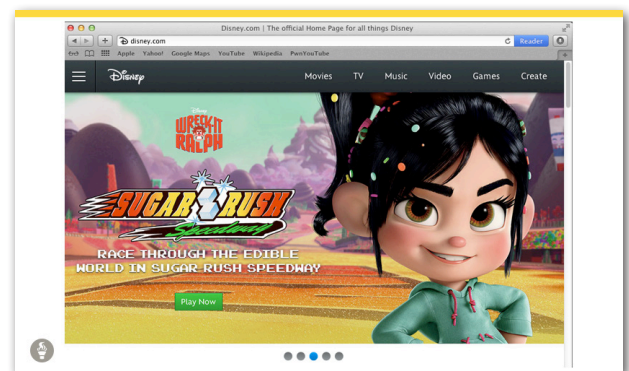 Disney.com | The official Home Page for all things Disney
disney.com
Reader
Apple Yahoo! Google Maps YouTube Wikipedia PwnYouTube
Disney
Movies TV Music Video Games Create
Disney
WRECK-IT
RALPH
SUGAR RUSH
Speedway
RACE THROUGH THE EDIBLE
WORLD IN SUGAR RUSH SPEEDWAY
Play Now